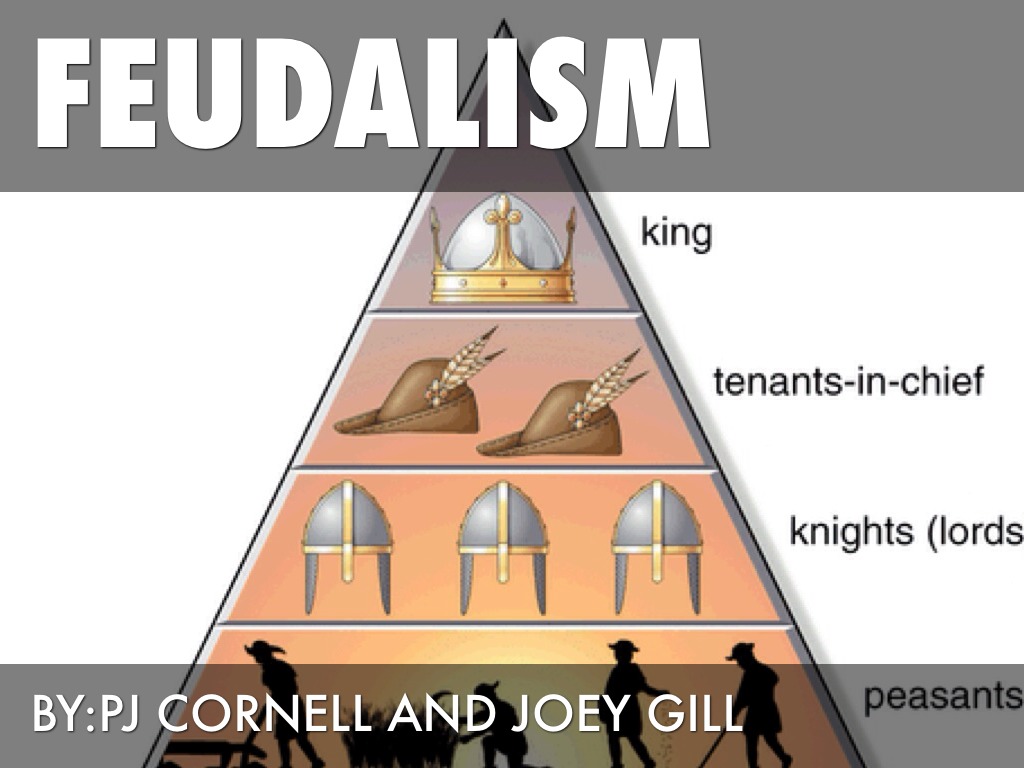 FEUDALISM
king
tenants-in-chief
knights (lords
peasants
BY:PJ CORNELL AND JOEY GILL